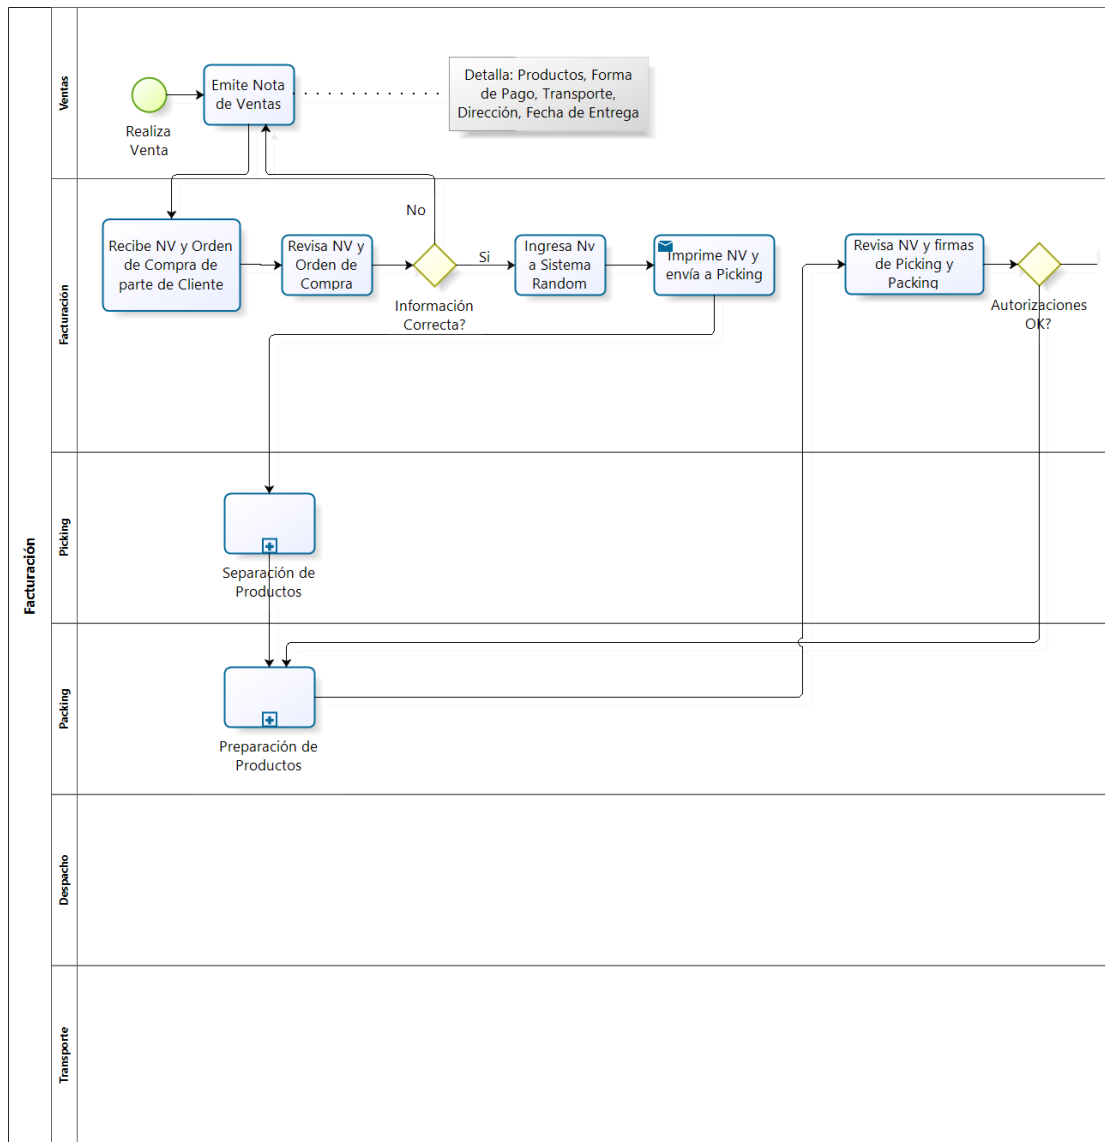 Facturación
Ventas
Realiza
Venta
Emite Nota
de Ventas
Detalla: Productos, Forma
de Pago, Transporte,
Dirección, Fecha de Entrega
Facturación
Recibe NV y Orden
de Compra de
parte de Cliente
Revisa NV y
Orden de
Compra
No
Información
Correcta?
Si
Ingresa Nv
a Sistema
Random
Imprime NV y
envía a Picking
Revisa NV y firmas
de Picking y
Packing
Autorizaciones
OK?
Picking
Separación de
Productos
Packing
Preparación de
Productos
Despacho
Transporte